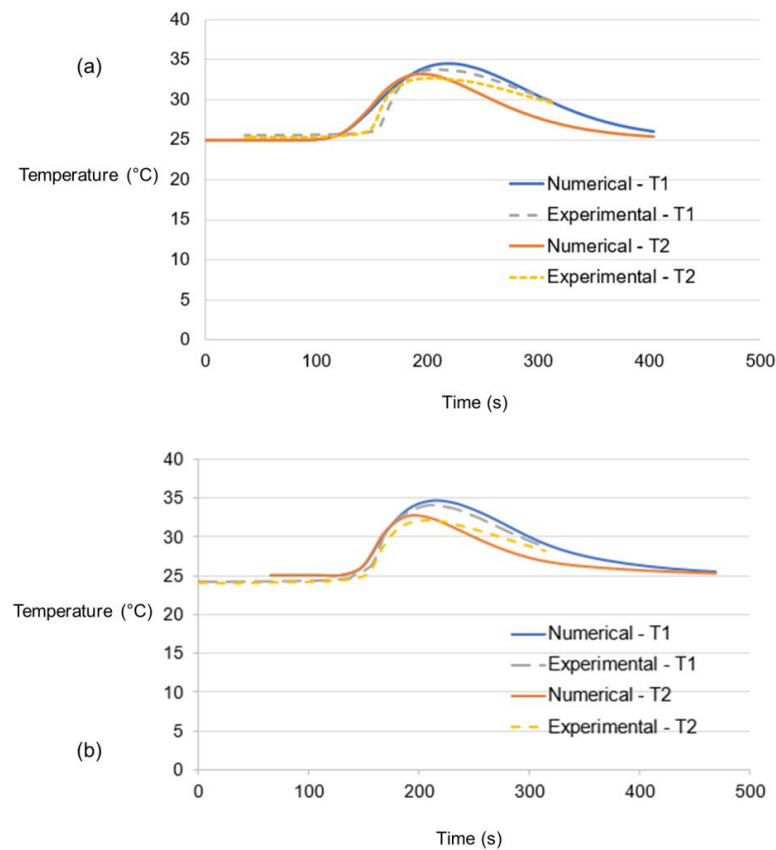 40
(a)
35
30
25
Temperature (°C)
20
Numerical - T1
15
Experimental - T1
10
Numerical - T2
5
Experimental - T2
0
0 100 200 300 400 500
Time (s)
40
35
30
25
Temperature (°C)
20
15
Numerical - T1
Experimental - T1
10
Numerical - T2
5
Experimental - T2
(b)
0
0 100 200 300 400 500
Time (s)